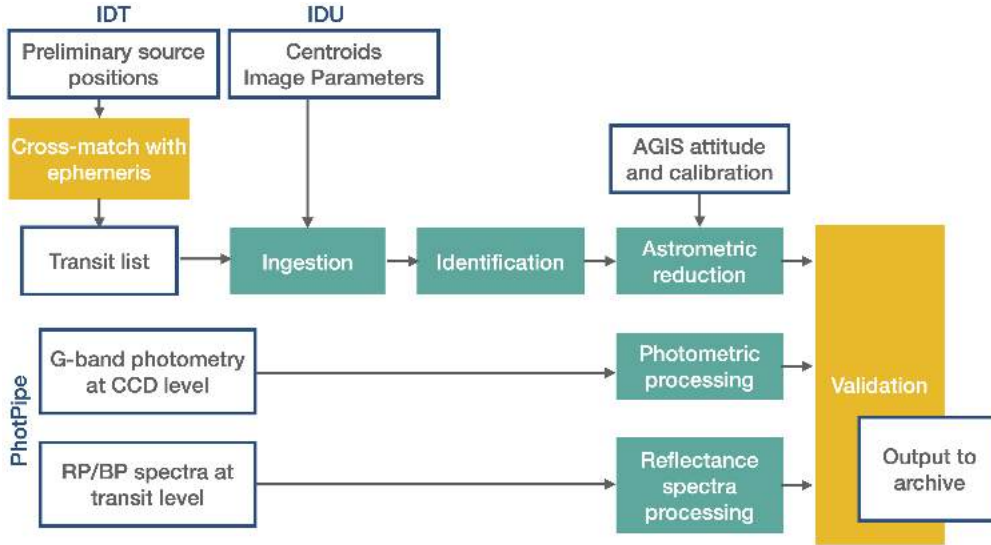 IDT
IDU
Preliminary source
positions
Centroids
Image Parameters
Cross-match with
ephemeris
AGIS attitude
and calibration
Transit list
Ingestion
Identification
Astrometric
reduction
PhotPipe
G-band photometry
at CCD level
Photometric
processing
Validation
RP/BP spectra at
transit level
Reflectance
spectra
processing
Output to
archive